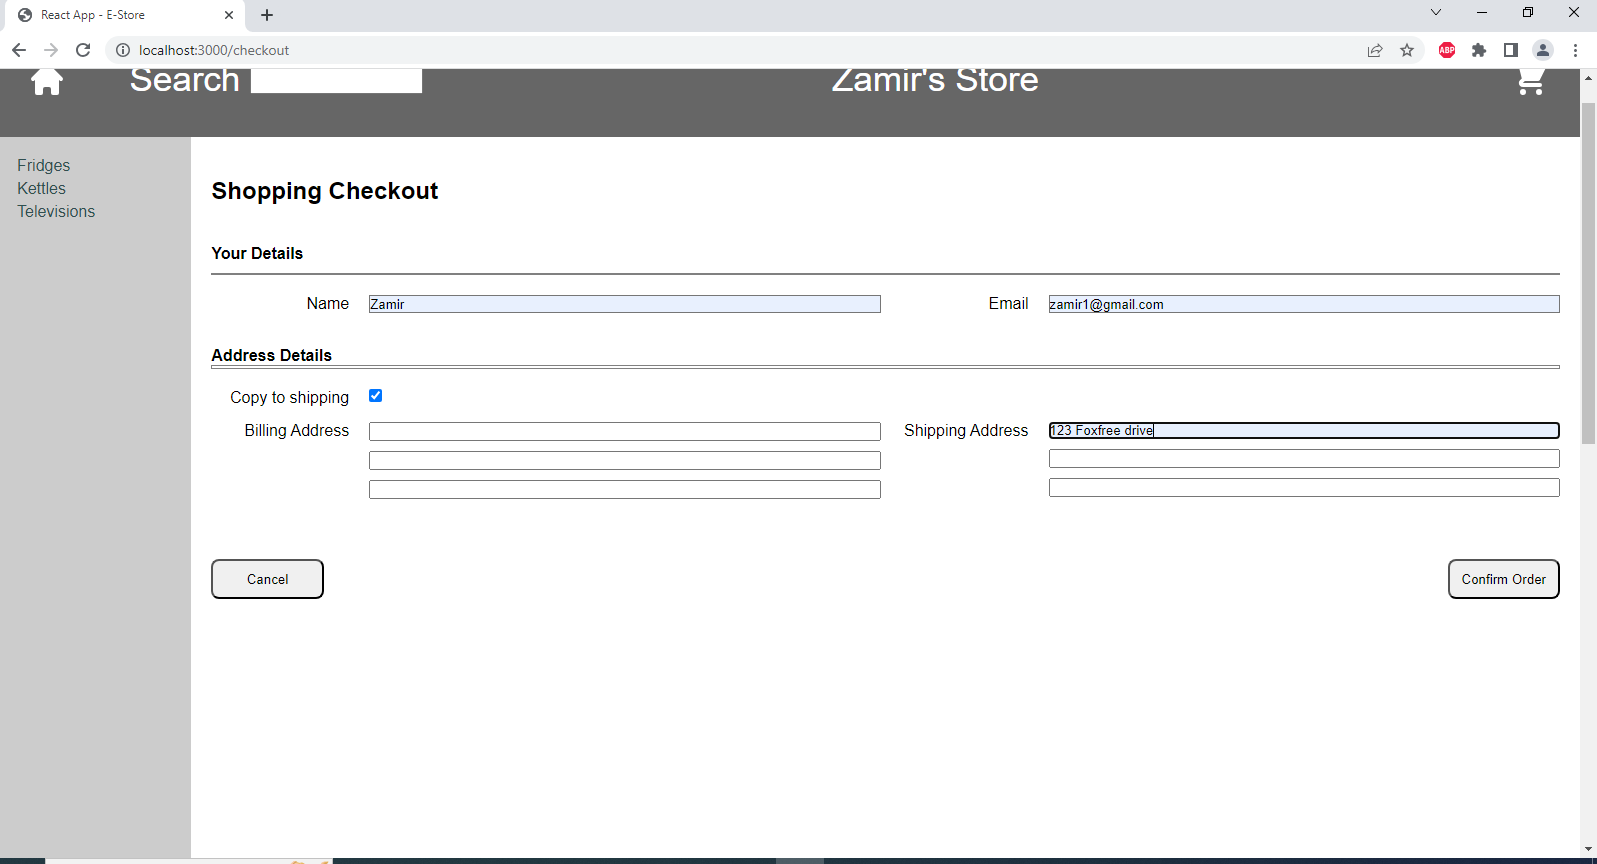 React App - E-Store
localhost:3000/checkout
ABP
Search
Zamir's Store
Fridges
Kettles
Televisions
Shopping Checkout
Your Details
Name Zamir Email zamir1@gmail.com
Address Details
Copy to shipping
Billing Address Shipping Address 123 Foxfree drive
Cancel Confirm Order